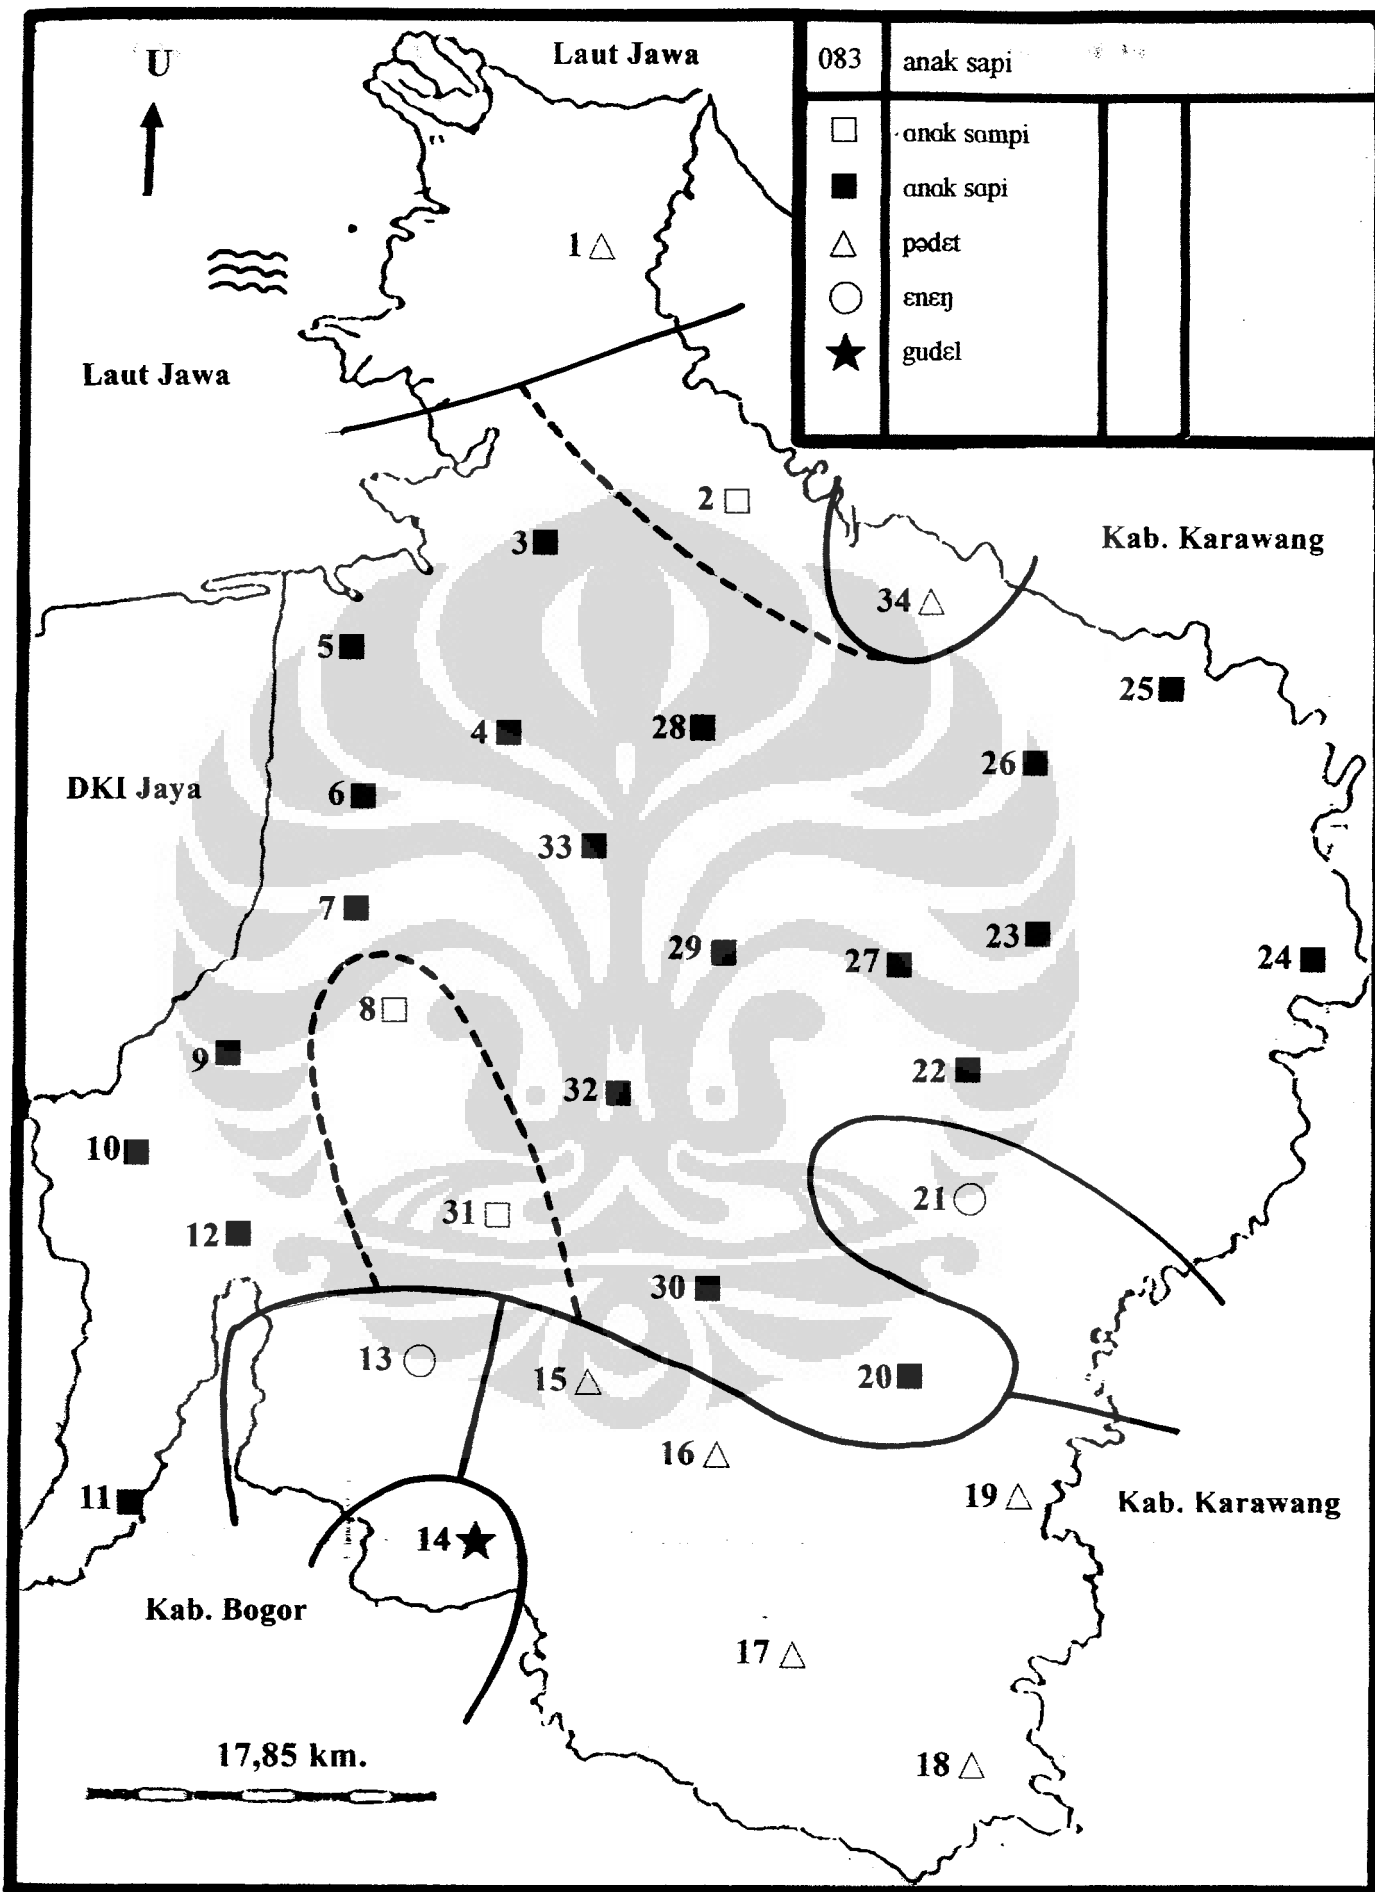 U
Laut Jawa
083 anak sapi
anak sampi
anak sapi
pədɛt
ɛnɛŋ
gudɛl
1
Laut Jawa
2
3
Kab. Karawang
34
5
25
4
28
26
DKI Jaya
6
33
7
23
29
27
24
8
9
22
32
10
21
31
12
30
13
15
20
16
11
19
Kab. Karawang
14
Kab. Bogor
17
17,85 km.
18